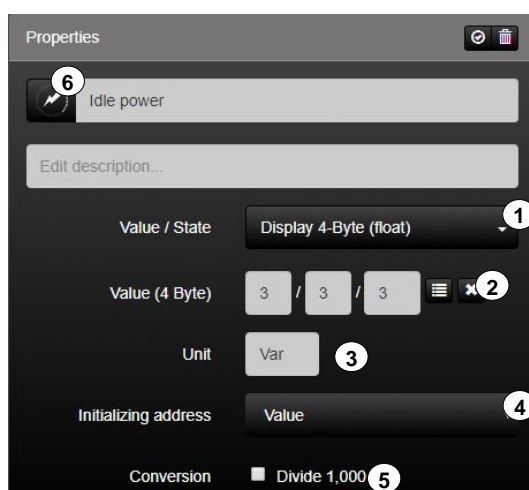 Properties
6
Idle power
Edit description...
Value / State Display 4-Byte (float) 1
Value (4 Byte) 3 / 3 / 3 2
Unit Var 3
Initializing address Value 4
Conversion Divide 1,000 5